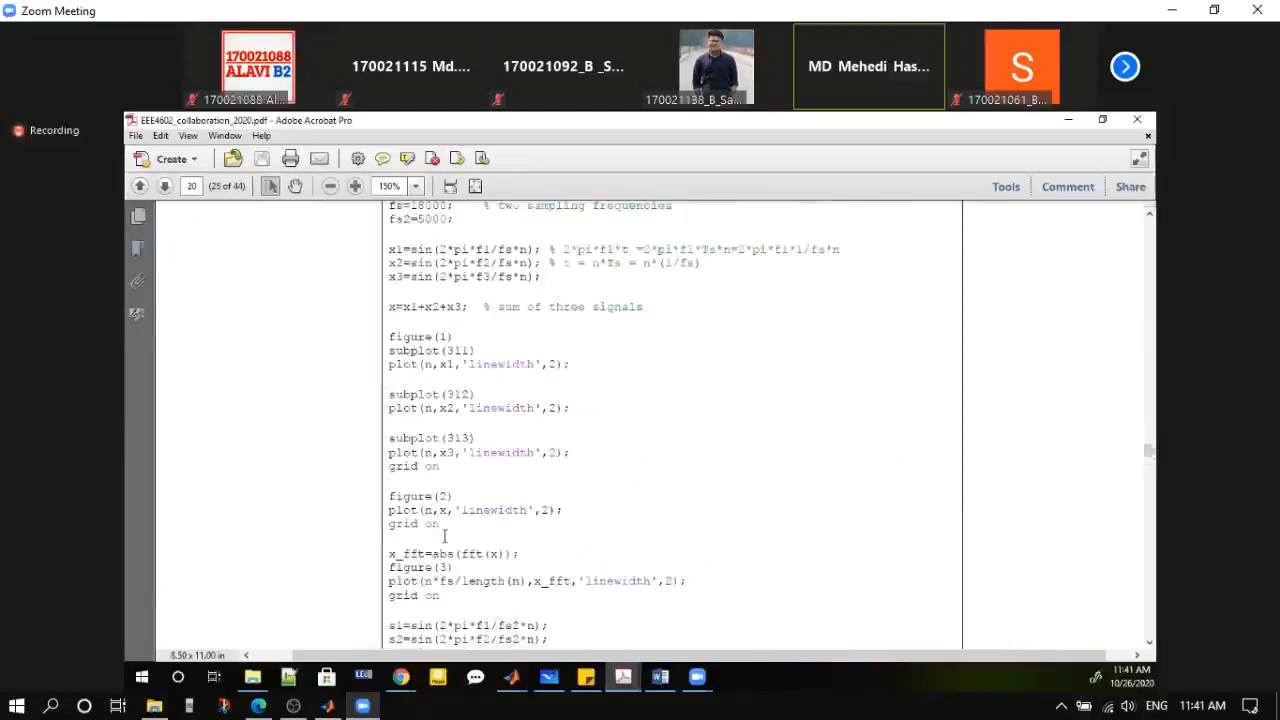 Zoom Meeting
170021088
ALAVI B2
170021115 Md....
170021092_B _S...
MD Mehedi Has...
S
170021088 Al...
170021138_B_Sa...
170021061_B...
Recording
EEE4602_collaboration_2020.pdf - Adobe Acrobat Pro
File Edit View Window Help
Create
20 (25 of 44) 150% Tools Comment Share
fs=18000; % two sampling frequencies
fs2=5000;
x1=sin(2*pi*f1/fs*n); % 2*pi*f1*t =2*pi*f1*Ts*n=2*pi*f1*1/fs*n
x2=sin(2*pi*f2/fs*n); % t = n*Ts = n*(1/fs)
x3=sin(2*pi*f3/fs*n);
x=x1+x2+x3; % sum of three signals
figure(1)
subplot(311)
plot(n,x1,'linewidth',2);
subplot(312)
plot(n,x2,'linewidth',2);
subplot(313)
plot(n,x3,'linewidth',2);
grid on
figure(2)
plot(n,x,'linewidth',2);
grid on
x_fft=abs(fft(x));
figure(3)
plot(n*fs/length(n),x_fft,'linewidth',2);
grid on
s1=sin(2*pi*f1/fs2*n);
s2=sin(2*pi*f2/fs2*n);
8.50 x 11.00 in
11:41 AM
10/26/2020
ENG 11:41 AM